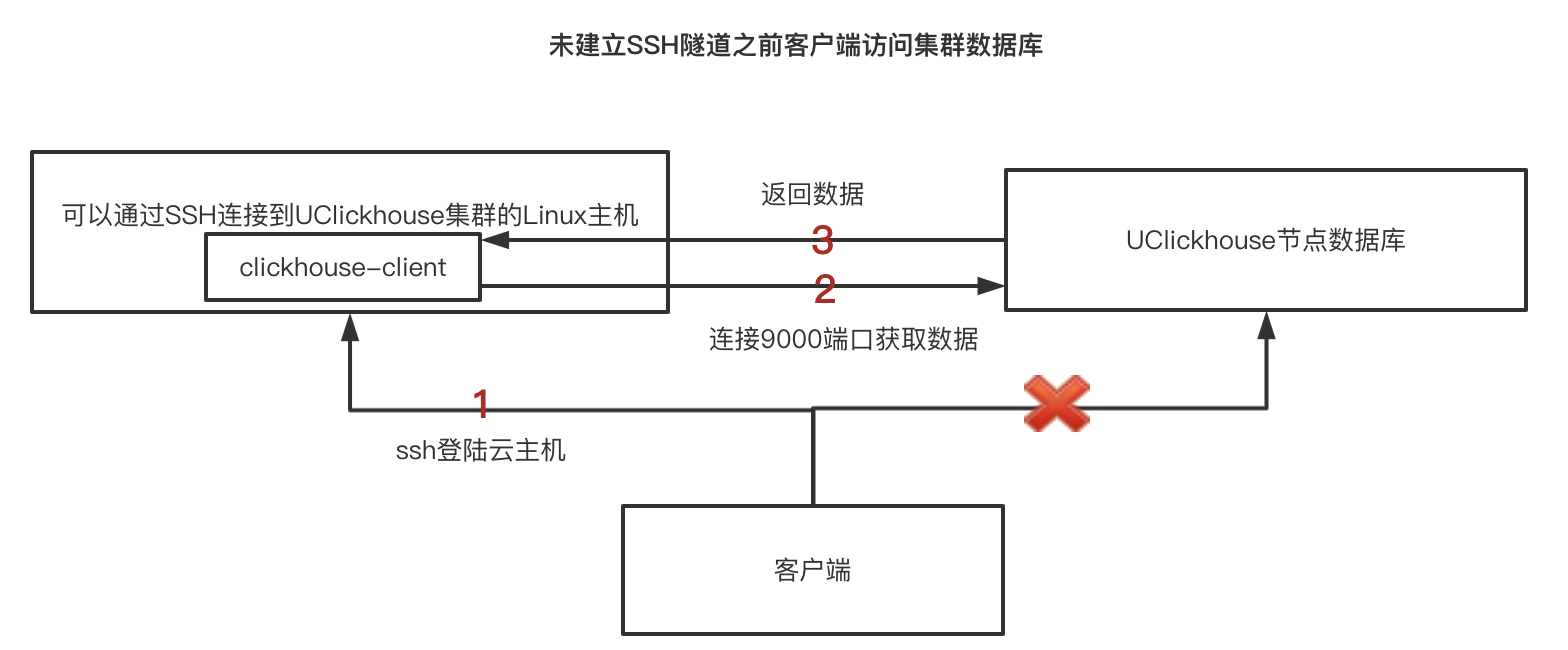 未建立SSH隧道之前客户端访问集群数据库
可以通过SSH连接到UClickhouse集群的Linux主机
clickhouse-client
返回数据
3
2
连接9000端口获取数据
UClickhouse节点数据库
1
ssh登陆云主机
客户端